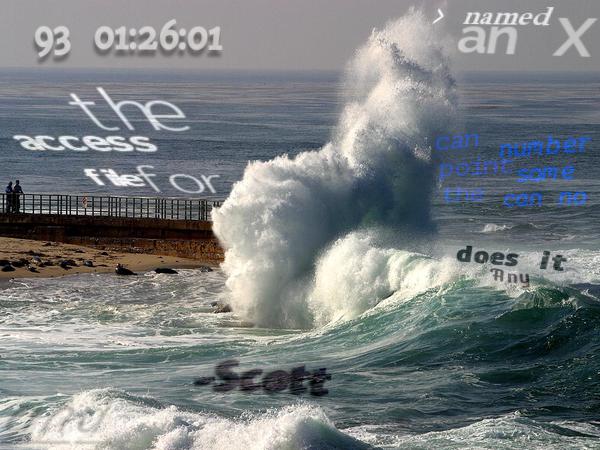 93 01:26:01
> named
an X
the
access
file for
can number
point some
the can no
does it
Any
-Scott